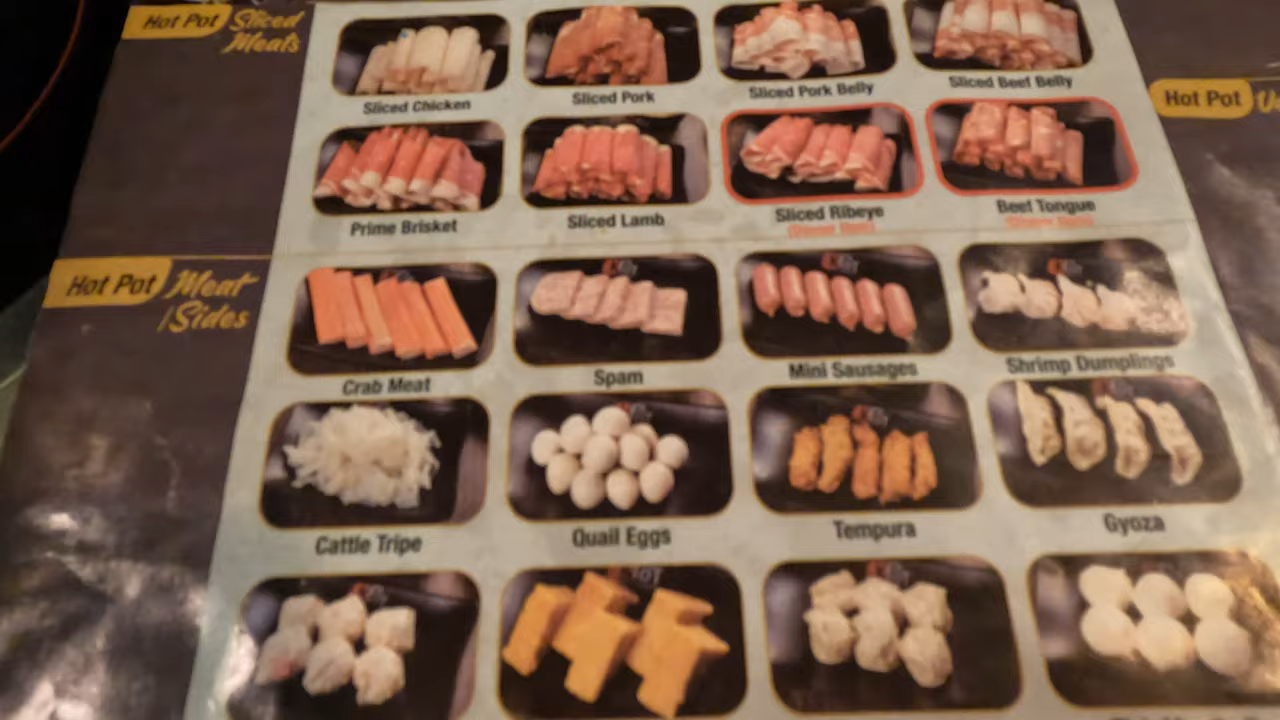 Hot Pot Sliced
Meats
Sliced Chicken
Sliced Pork
Sliced Pork Belly
Sliced Beef Belly
Hot Pot
Prime Brisket
Sliced Lamb
Sliced Ribeye
Beef Tongue
Hot Pot Meat
/Sides
Crab Meat
Spam
Mini Sausages
Shrimp Dumplings
Cattle Tripe
Quail Eggs
Tempura
Gyoza